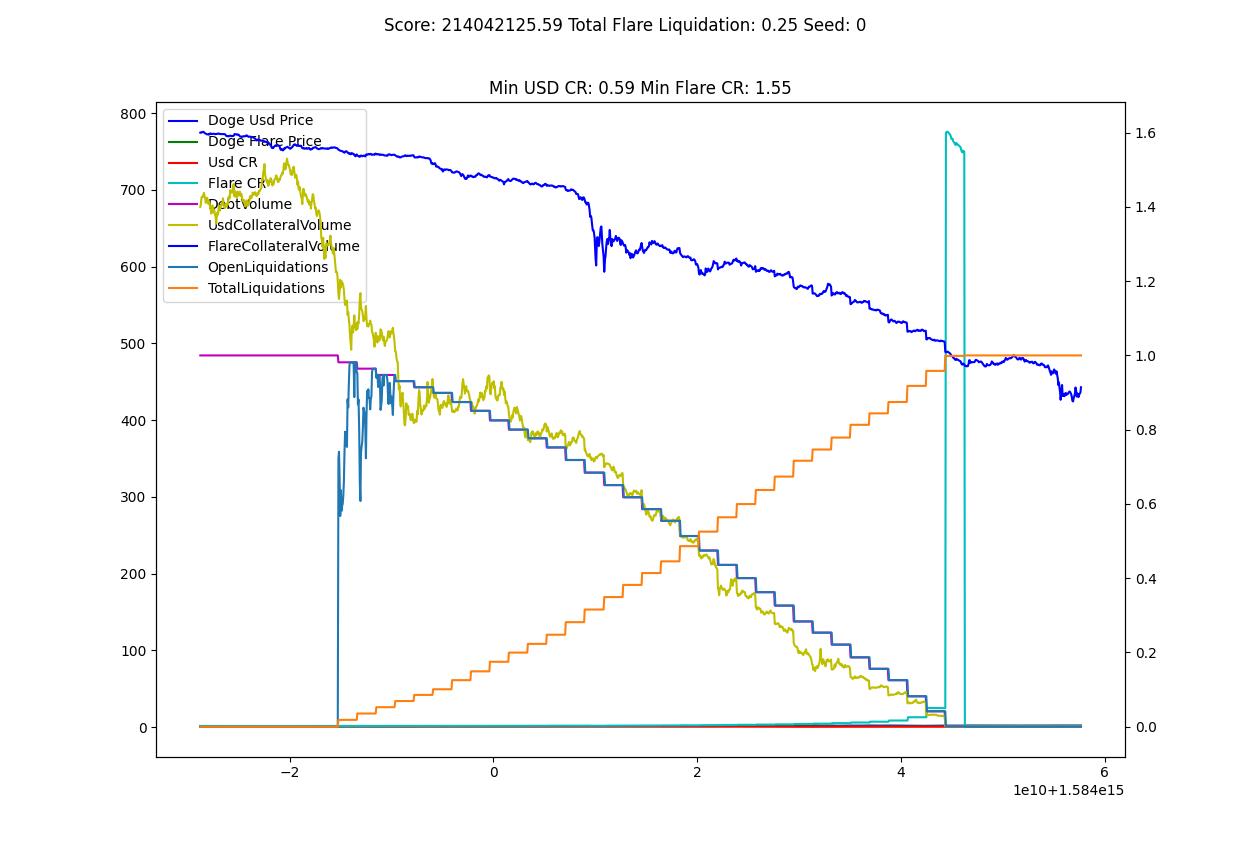 Score: 214042125.59 Total Flare Liquidation: 0.25 Seed: 0
Min USD CR: 0.59 Min Flare CR: 1.55
Doge Usd Price
Doge Flare Price
Usd CR
Flare CR
DebtVolume
UsdCollateralVolume
FlareCollateralVolume
OpenLiquidations
TotalLiquidations
800
700
600
500
400
300
200
100
0
1.6
1.4
1.2
1.0
0.8
0.6
0.4
0.2
0.0
−2 0 2 4 6
1e10+1.584e15